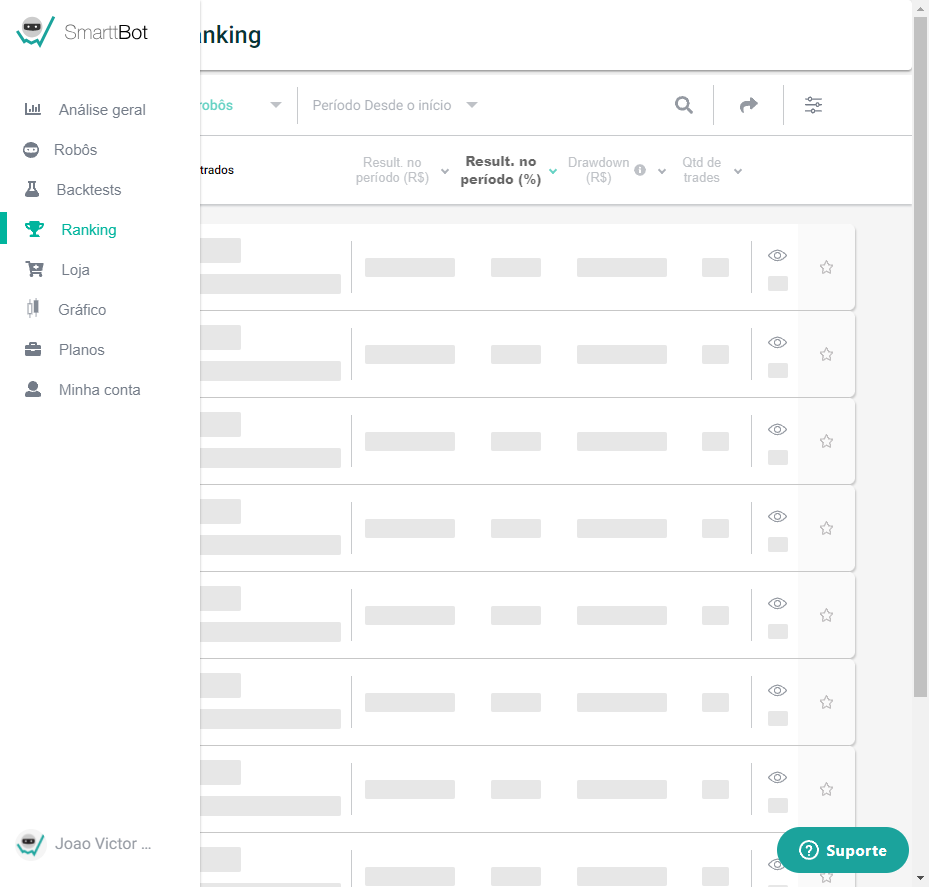 SmarttBot
nking
Análise geral
Robôs
Backtests
Ranking
Loja
Gráfico
Planos
Minha conta
Joao Victor ...
robôs
Período Desde o início
trados
Result. no
período (R$)
Result. no
período (%)
Drawdown
(R$)
Qtd de
trades
Suporte